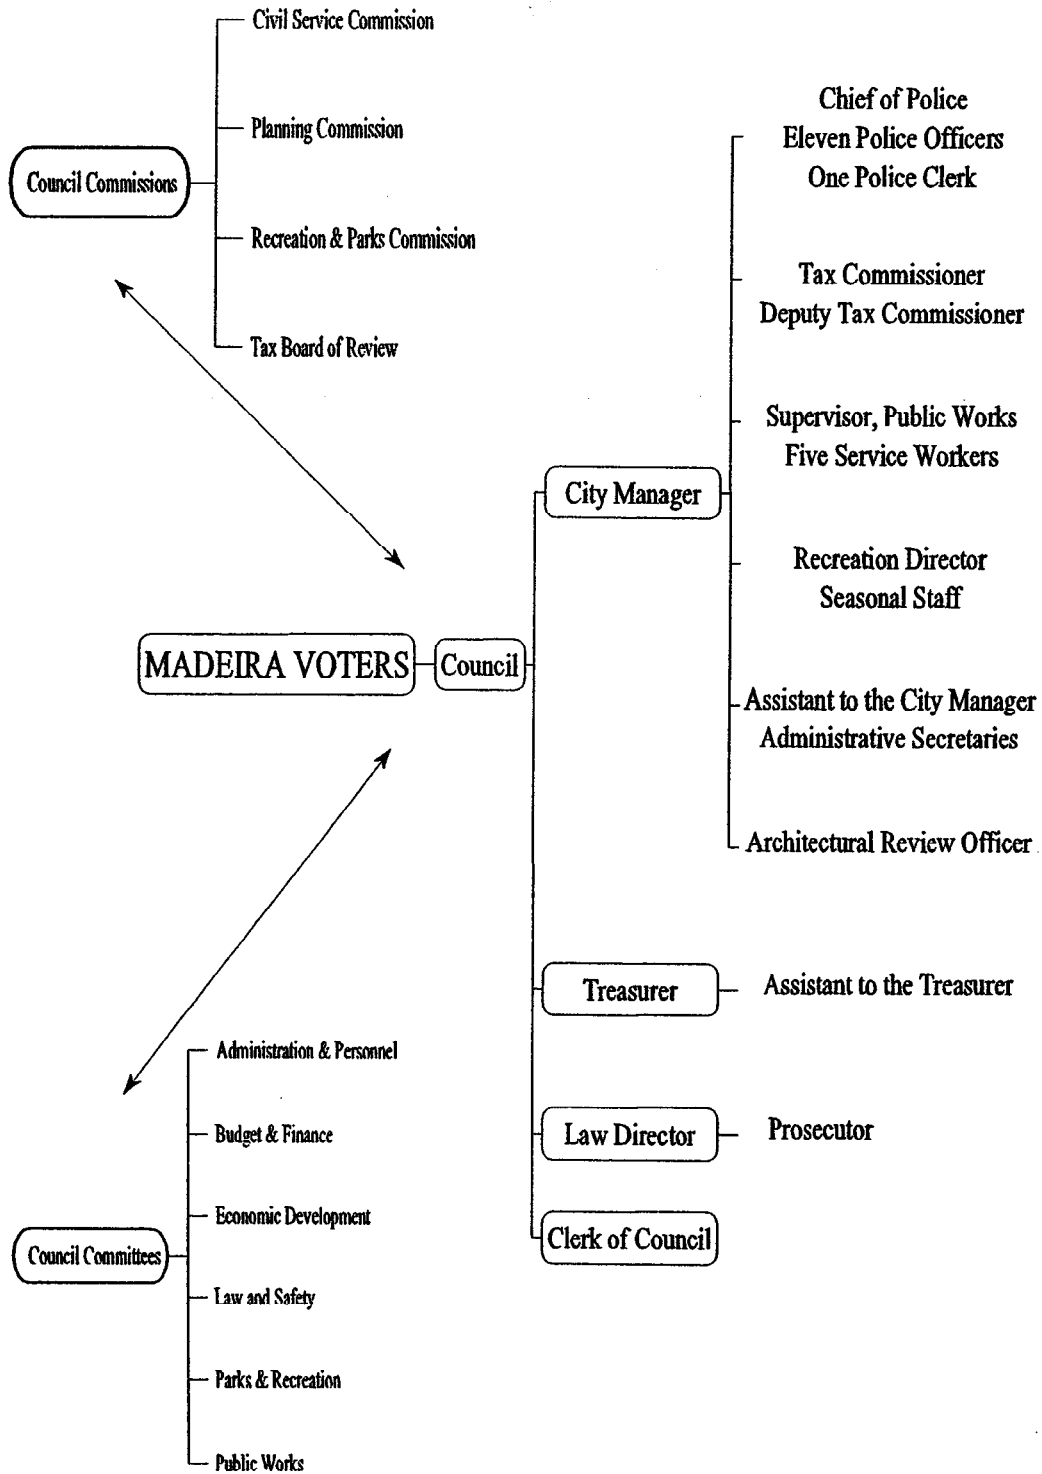 Civil Service Commission
Planning Commission
Council Commissions
Recreation & Parks Commission
Tax Board of Review
Chief of Police
Eleven Police Officers
One Police Clerk
Tax Commissioner
Deputy Tax Commissioner
Supervisor, Public Works
Five Service Workers
City Manager
Recreation Director
Seasonal Staff
MADEIRA VOTERS
Council
Assistant to the City Manager
Administrative Secretaries
Architectural Review Officer
Treasurer
Assistant to the Treasurer
Law Director
Prosecutor
Clerk of Council
Administration & Personnel
Budget & Finance
Economic Development
Council Committees
Law and Safety
Parks & Recreation
Public Works